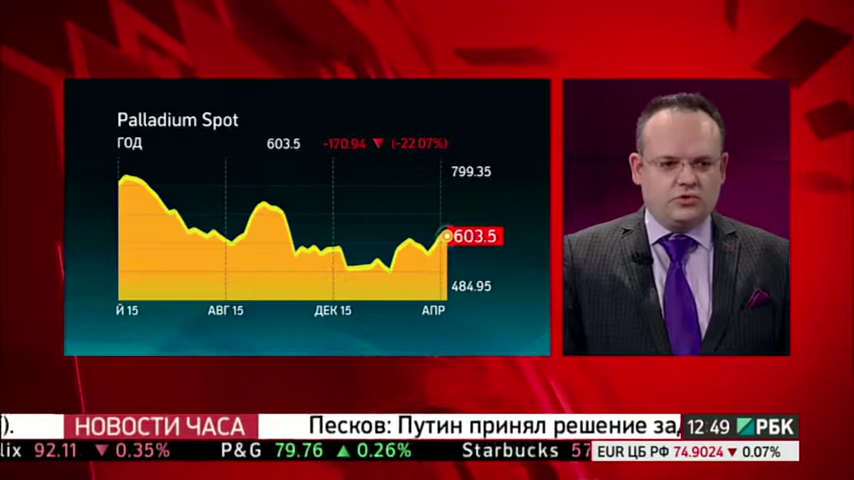 Palladium Spot
ГОД 603.5 -170.94 ▼ (-22.07%)
799.35
603.5
484.95
Й 15 АВГ 15 ДЕК 15 АПР
). НОВОСТИ ЧАСА Песков: Путин принял решение зад 12:49 РБК
lix 92.11 ▼ 0.35% P&G 79.76 ▲ 0.26% Starbucks 57 EUR ЦБ РФ 74.9024 ▼ 0.07%